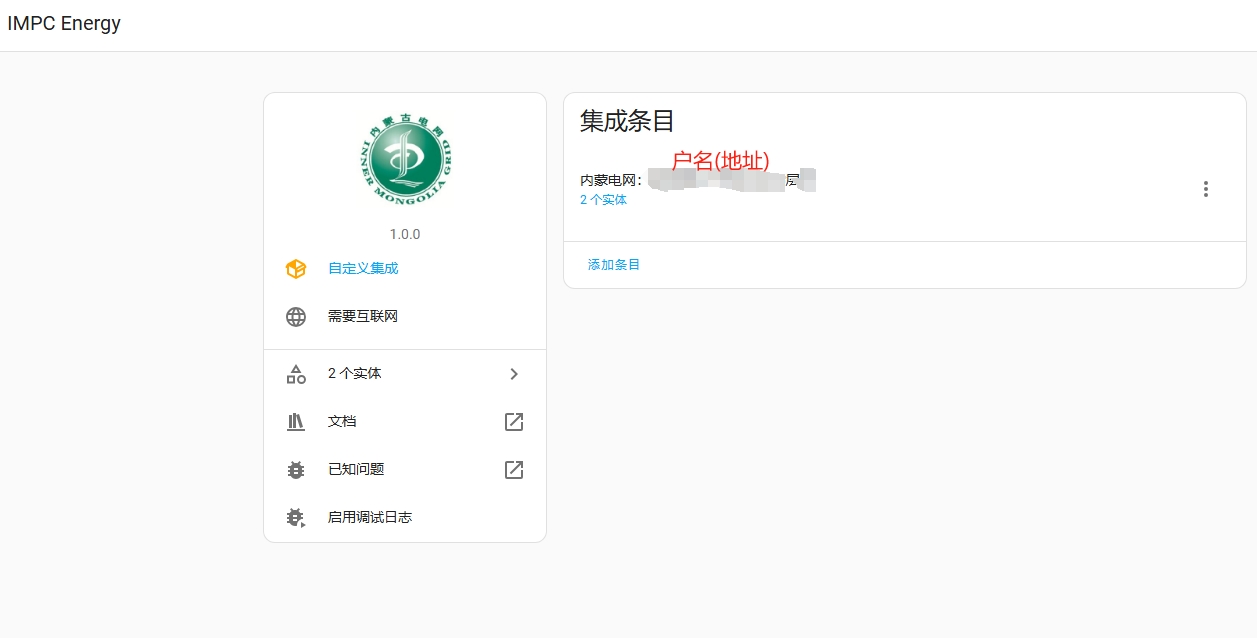 IMPC Energy
内蒙古电网
INNER MONGOLIA GRID
1.0.0
自定义集成
需要互联网
2 个实体
文档
已知问题
启用调试日志
集成条目
户名(地址)
内蒙电网: 层
2 个实体
添加条目